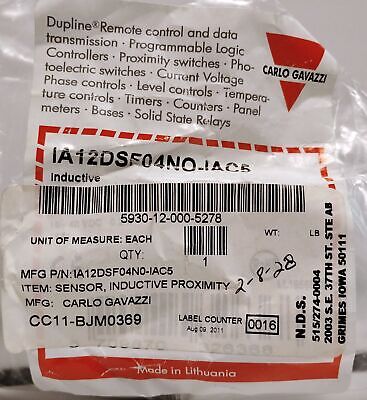 Dupline® Remote control and data
transmission · Programmable Logic
Controllers · Proximity switches · Pho-
toelectric switches · Current Voltage
Phase controls · Level controls · Tempera-
ture controls · Timers · Counters · Panel
meters · Bases · Solid State Relays
CARLO GAVAZZI
IA12DSF04NO-IAC5
Inductive
5930-12-000-5278
UNIT OF MEASURE: EACH
WT:
LB
QTY:
1
MFG P/N:IA12DSF04N0-IAC5
ITEM: SENSOR, INDUCTIVE PROXIMITY
2-8-28
MFG: CARLO GAVAZZI
CC11-BJM0369
LABEL COUNTER
Aug 09, 2011
0016
N.D.S.
515/274-0004
2003 S.E. 37TH ST. STE AB
GRIMES IOWA 50111
Made in Lithuania